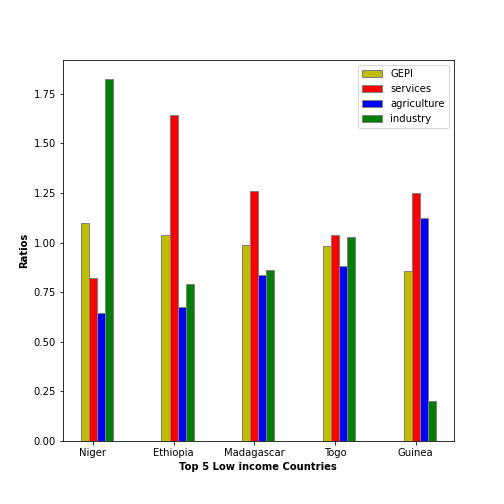 GEPI
services
agriculture
industry
1.75
1.50
1.25
1.00
0.75
0.50
0.25
0.00
Ratios
Niger Ethiopia Madagascar Togo Guinea
Top 5 Low income Countries